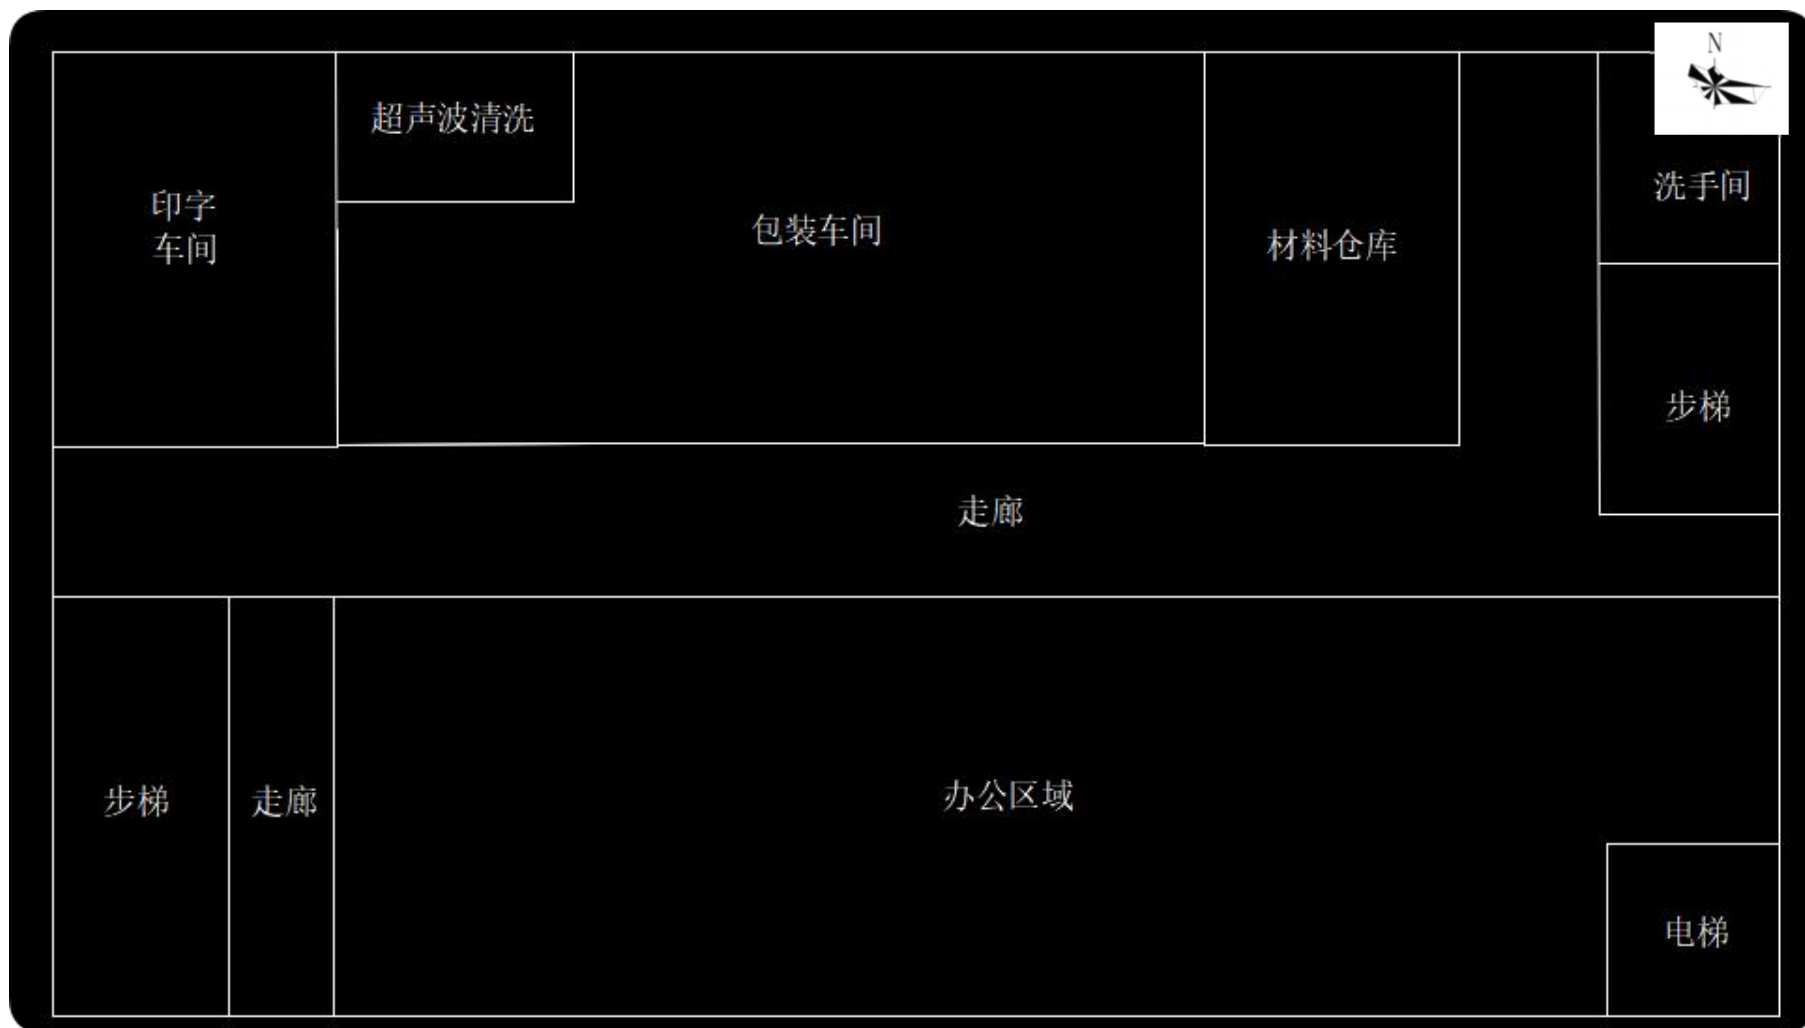 N
超声波清洗
印字
车间
包装车间
材料仓库
洗手间
步梯
走廊
步梯
走廊
办公区域
电梯